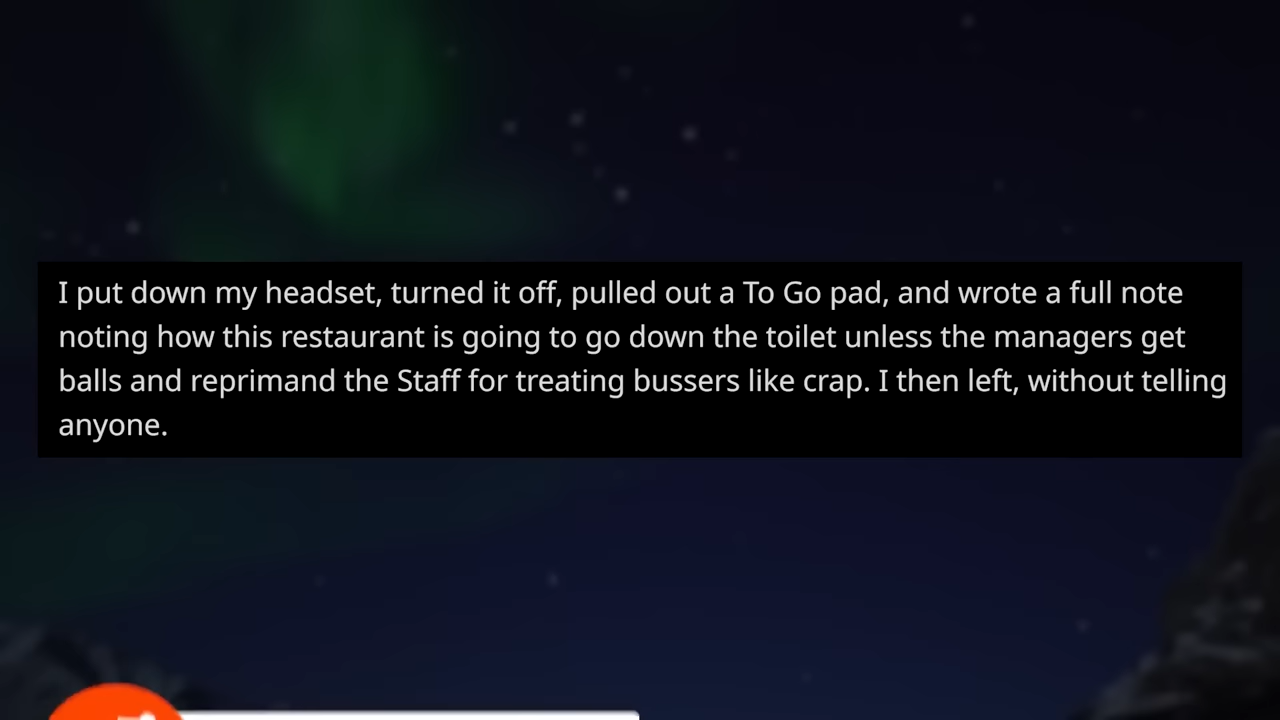 I put down my headset, turned it off, pulled out a To Go pad, and wrote a full note
noting how this restaurant is going to go down the toilet unless the managers get
balls and reprimand the Staff for treating bussers like crap. I then left, without telling
anyone.